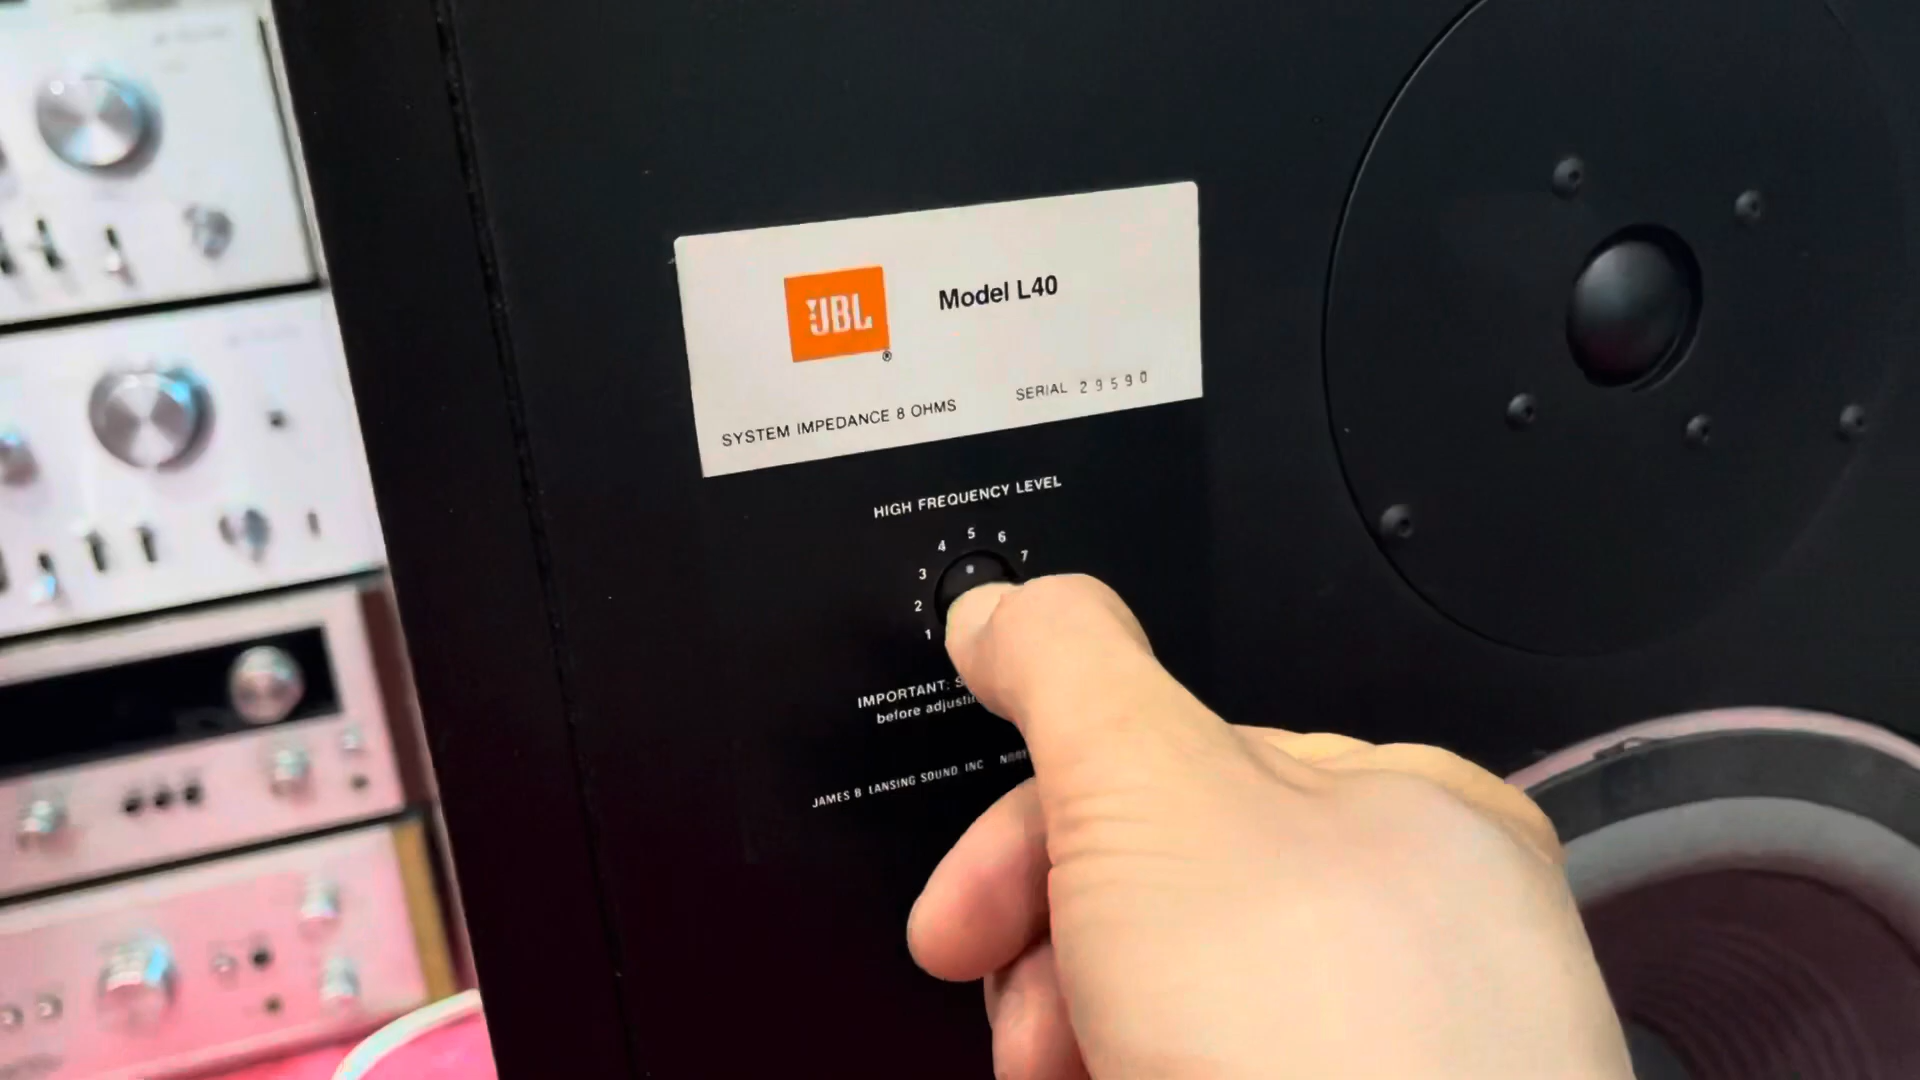 JBL
®
Model L40
SYSTEM IMPEDANCE 8 OHMS
SERIAL 29590
HIGH FREQUENCY LEVEL
1 2 3 4 5 6 7
IMPORTANT:
before
JAMES B LANSING SOUND INC